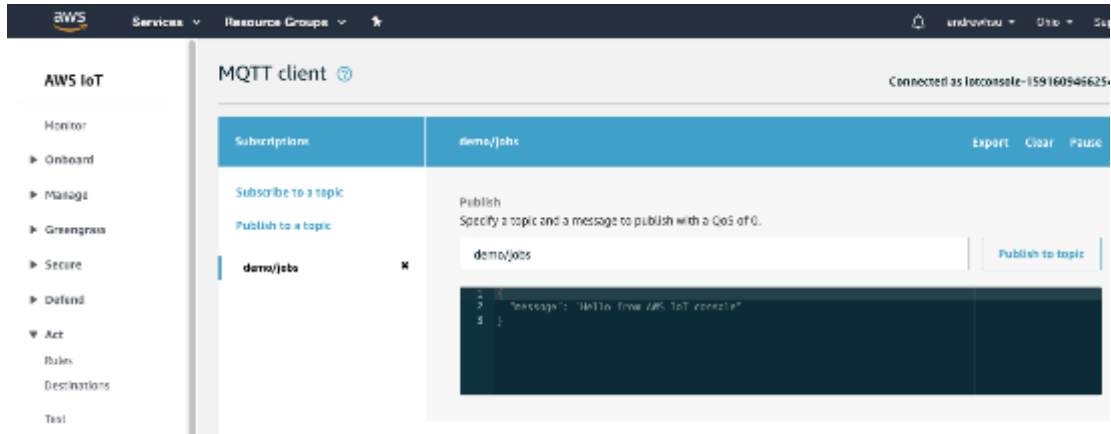 aws Services Resource Groups Ohio
AWS IoT
MQTT client
Connected as iotconsole-159160946625
Monitor
Onboard
Manage
Greengrass
Secure
Defend
Act
Rules
Destinations
Test
Subscriptions
Subscribe to a topic
Publish to a topic
demo/jobs
demo/jobs Export Clear Pause
Publish
Specify a topic and a message to publish with a QoS of 0.
demo/jobs Publish to topic
1 {
2 "message": "Hello from AWS IoT console"
3 }